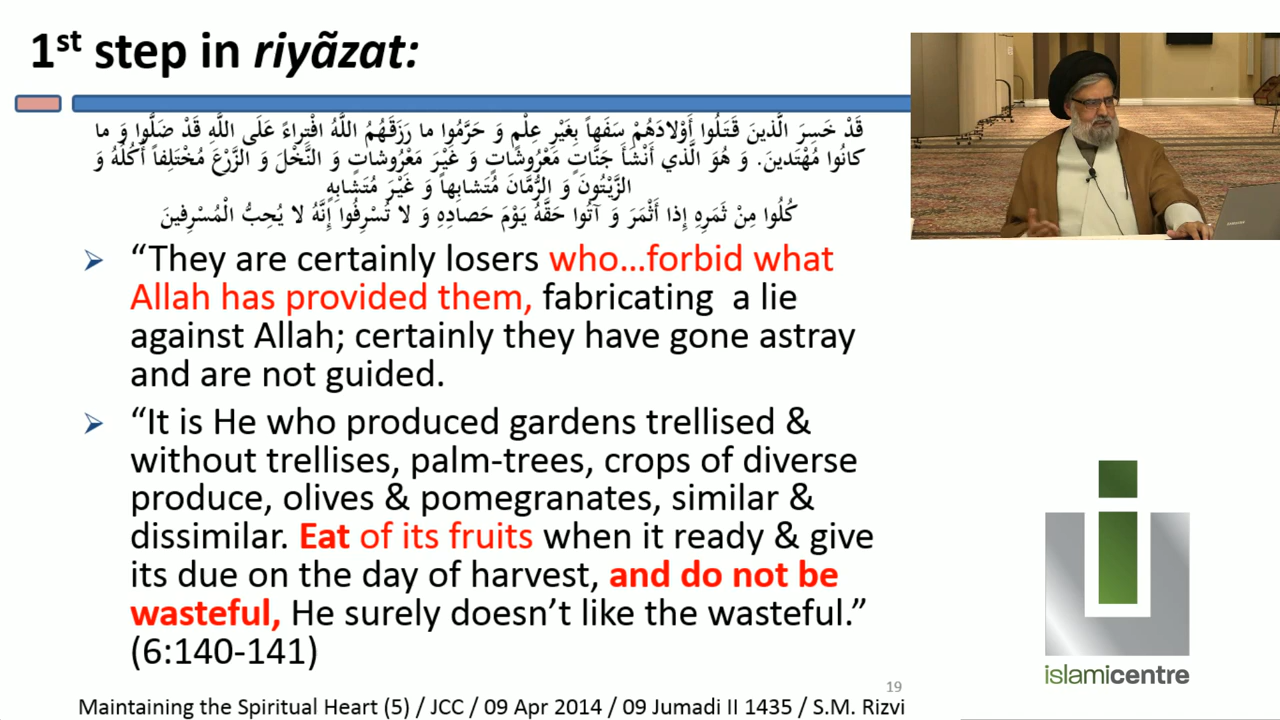 1st step in riyãzat:
قَدْ خَسِرَ الَّذينَ قَتَلُوا أَوْلادَهُمْ سَفَهاً بِغَيْرِ عِلْمٍ وَ حَرَّمُوا ما رَزَقَهُمُ اللَّهُ افْتِراءً عَلَى اللَّهِ قَدْ ضَلُّوا وَ ما
كانُوا مُهْتَدينَ. وَ هُوَ الَّذي أَنْشَأَ جَنَّاتٍ مَعْرُوشاتٍ وَ غَيْرَ مَعْرُوشاتٍ وَ النَّخْلَ وَ الزَّرْعَ مُخْتَلِفاً أُكُلُهُ وَ
الزَّيْتُونَ وَ الرُّمَّانَ مُتَشابِهاً وَ غَيْرَ مُتَشابِهٍ
كُلُوا مِنْ ثَمَرِهِ إِذا أَثْمَرَ وَ آتُوا حَقَّهُ يَوْمَ حَصادِهِ وَ لا تُسْرِفُوا إِنَّهُ لا يُحِبُّ الْمُسْرِفينَ
“They are certainly losers who…forbid what
Allah has provided them, fabricating a lie
against Allah; certainly they have gone astray
and are not guided.
“It is He who produced gardens trellised &
without trellises, palm-trees, crops of diverse
produce, olives & pomegranates, similar &
dissimilar. Eat of its fruits when it ready & give
its due on the day of harvest, and do not be
wasteful, He surely doesn’t like the wasteful.”
(6:140-141)
19
Maintaining the Spiritual Heart (5) / JCC / 09 Apr 2014 / 09 Jumadi II 1435 / S.M. Rizvi
SAMSUNG
islamicentre